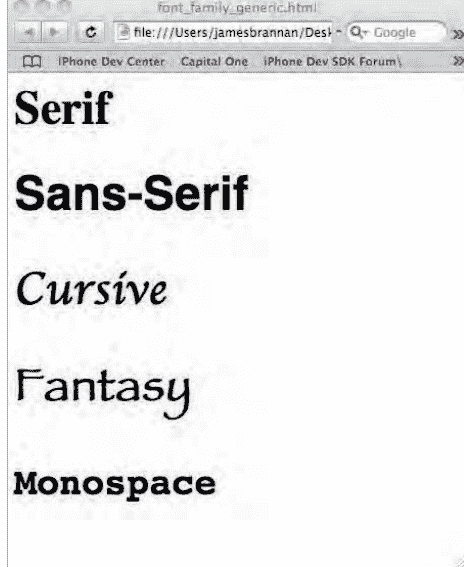 font_family_generic.html
file:///Users/jamesbrannan/Desk
Google
iPhone Dev Center Capital One iPhone Dev SDK Forum\
Serif
Sans-Serif
Cursive
Fantasy
Monospace